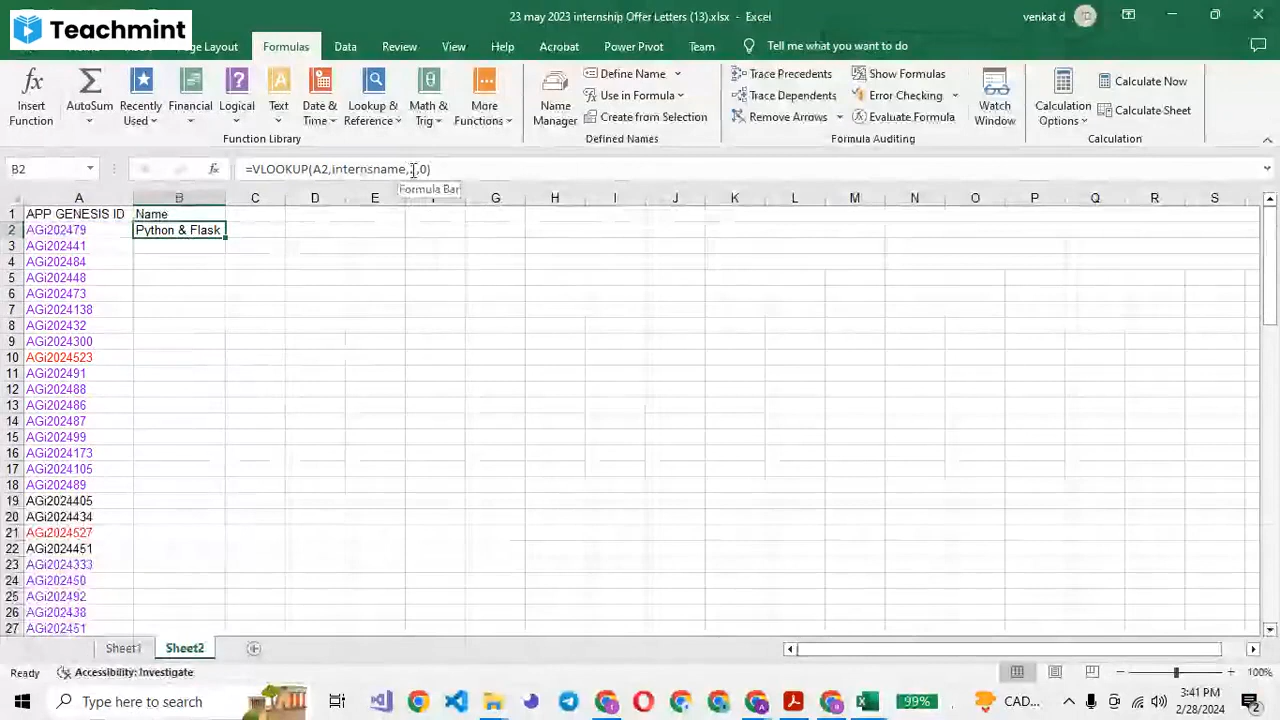 Teachmint
23 may 2023 internship Offer Letters (13).xlsx - Excel
venkat d
Page Layout Formulas Data Review View Help Acrobat Power Pivot Team Tell me what you want to do
Insert Function
AutoSum
Recently Used
Financial
Logical
Text
Date & Time
Lookup & Reference
Math & Trig
More Functions
Function Library
Name Manager
Define Name
Use in Formula
Create from Selection
Defined Names
Trace Precedents
Trace Dependents
Remove Arrows
Show Formulas
Error Checking
Evaluate Formula
Formula Auditing
Watch Window
Calculation Options
Calculate Now
Calculate Sheet
Calculation
B2 fx =VLOOKUP(A2,internsname, ,0)
Formula Bar
A B C D E F G H I J K L M N O P Q R S
1 APP GENESIS ID Name
2 AGi202479 Python & Flask
3 AGi202441
4 AGi202484
5 AGi202448
6 AGi202473
7 AGi2024138
8 AGi202432
9 AGi2024300
10 AGi2024523
11 AGi202491
12 AGi202488
13 AGi202486
14 AGi202487
15 AGi202499
16 AGi2024173
17 AGi2024105
18 AGi202489
19 AGi2024405
20 AGi2024434
21 AGi2024527
22 AGi2024451
23 AGi2024333
24 AGi202450
25 AGi202492
26 AGi202438
27 AGi202451
Sheet1 Sheet2
Ready Accessibility: Investigate 100%
Type here to search 99% CAD... 3:41 PM
2/28/2024 2